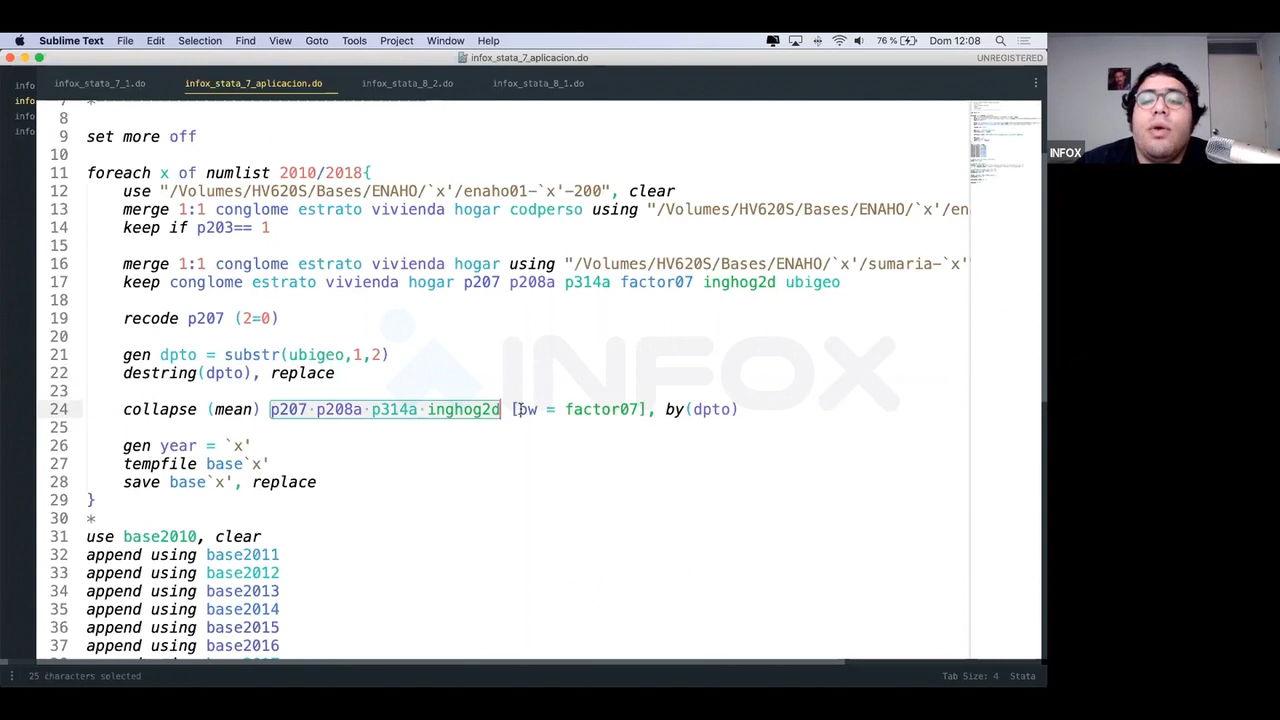 Sublime Text File Edit Selection Find View Goto Tools Project Window Help 76 % Dom 12:08
infox_stata_7_aplicacion.do UNREGISTERED
info infox_stata_7_1.do infox_stata_7_aplicacion.do infox_stata_8_2.do infox_stata_8_1.do
info
info
info
7 *
8
9 set more off
10
11 foreach x of numlist 2010/2018{
12 use "/Volumes/HV620S/Bases/ENAHO/`x'/enaho01-`x'-200", clear
13 merge 1:1 conglome estrato vivienda hogar codperso using "/Volumes/HV620S/Bases/ENAHO/`x'/en
14 keep if p203== 1
15
16 merge 1:1 conglome estrato vivienda hogar using "/Volumes/HV620S/Bases/ENAHO/`x'/sumaria-`x'
17 keep conglome estrato vivienda hogar p207 p208a p314a factor07 inghog2d ubigeo
18
19 recode p207 (2=0)
20
21 gen dpto = substr(ubigeo,1,2)
22 destring(dpto), replace
23
24 collapse (mean) p207 p208a p314a inghog2d [pw = factor07], by(dpto)
25
26 gen year = `x'
27 tempfile base`x'
28 save base`x', replace
29 }
30 *
31 use base2010, clear
32 append using base2011
33 append using base2012
34 append using base2013
35 append using base2014
36 append using base2015
37 append using base2016
INFOX
25 characters selected Tab Size: 4 Stata
INFOX